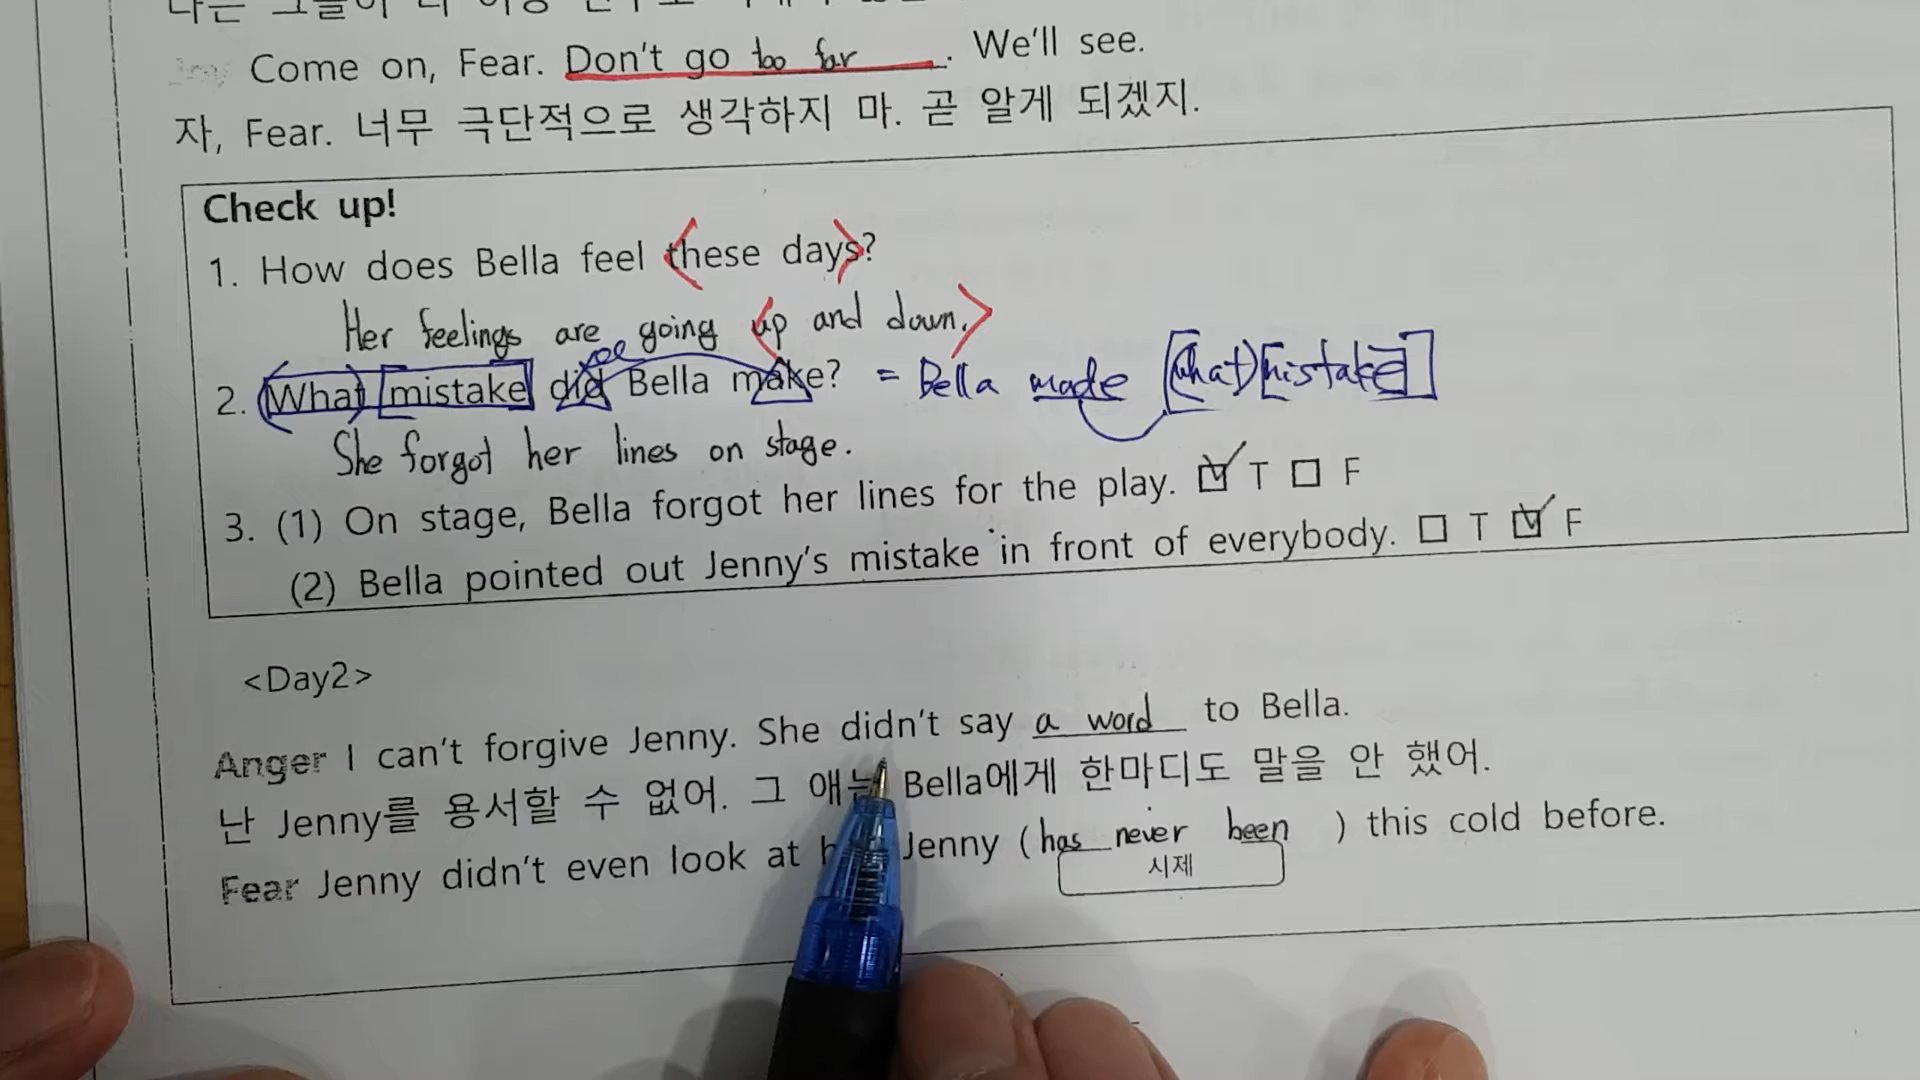 나는 그들이
Come on, Fear. Don't go too far. We'll see.
자, Fear. 너무 극단적으로 생각하지 마. 곧 알게 되겠지.
Check up!
1. How does Bella feel <these days>?
Her feelings are going <up and down.>
2. (What) mistake did Bella make? = Bella made [(what) mistake]
She forgot her lines on stage.
3. (1) On stage, Bella forgot her lines for the play. ☑ T ☐ F
(2) Bella pointed out Jenny's mistake in front of everybody. ☐ T ☑ F
<Day2>
Anger I can't forgive Jenny. She didn't say a word to Bella.
난 Jenny를 용서할 수 없어. 그 애는 Bella에게 한마디도 말을 안 했어.
Fear Jenny didn't even look at Jenny (has never been) this cold before.
시제